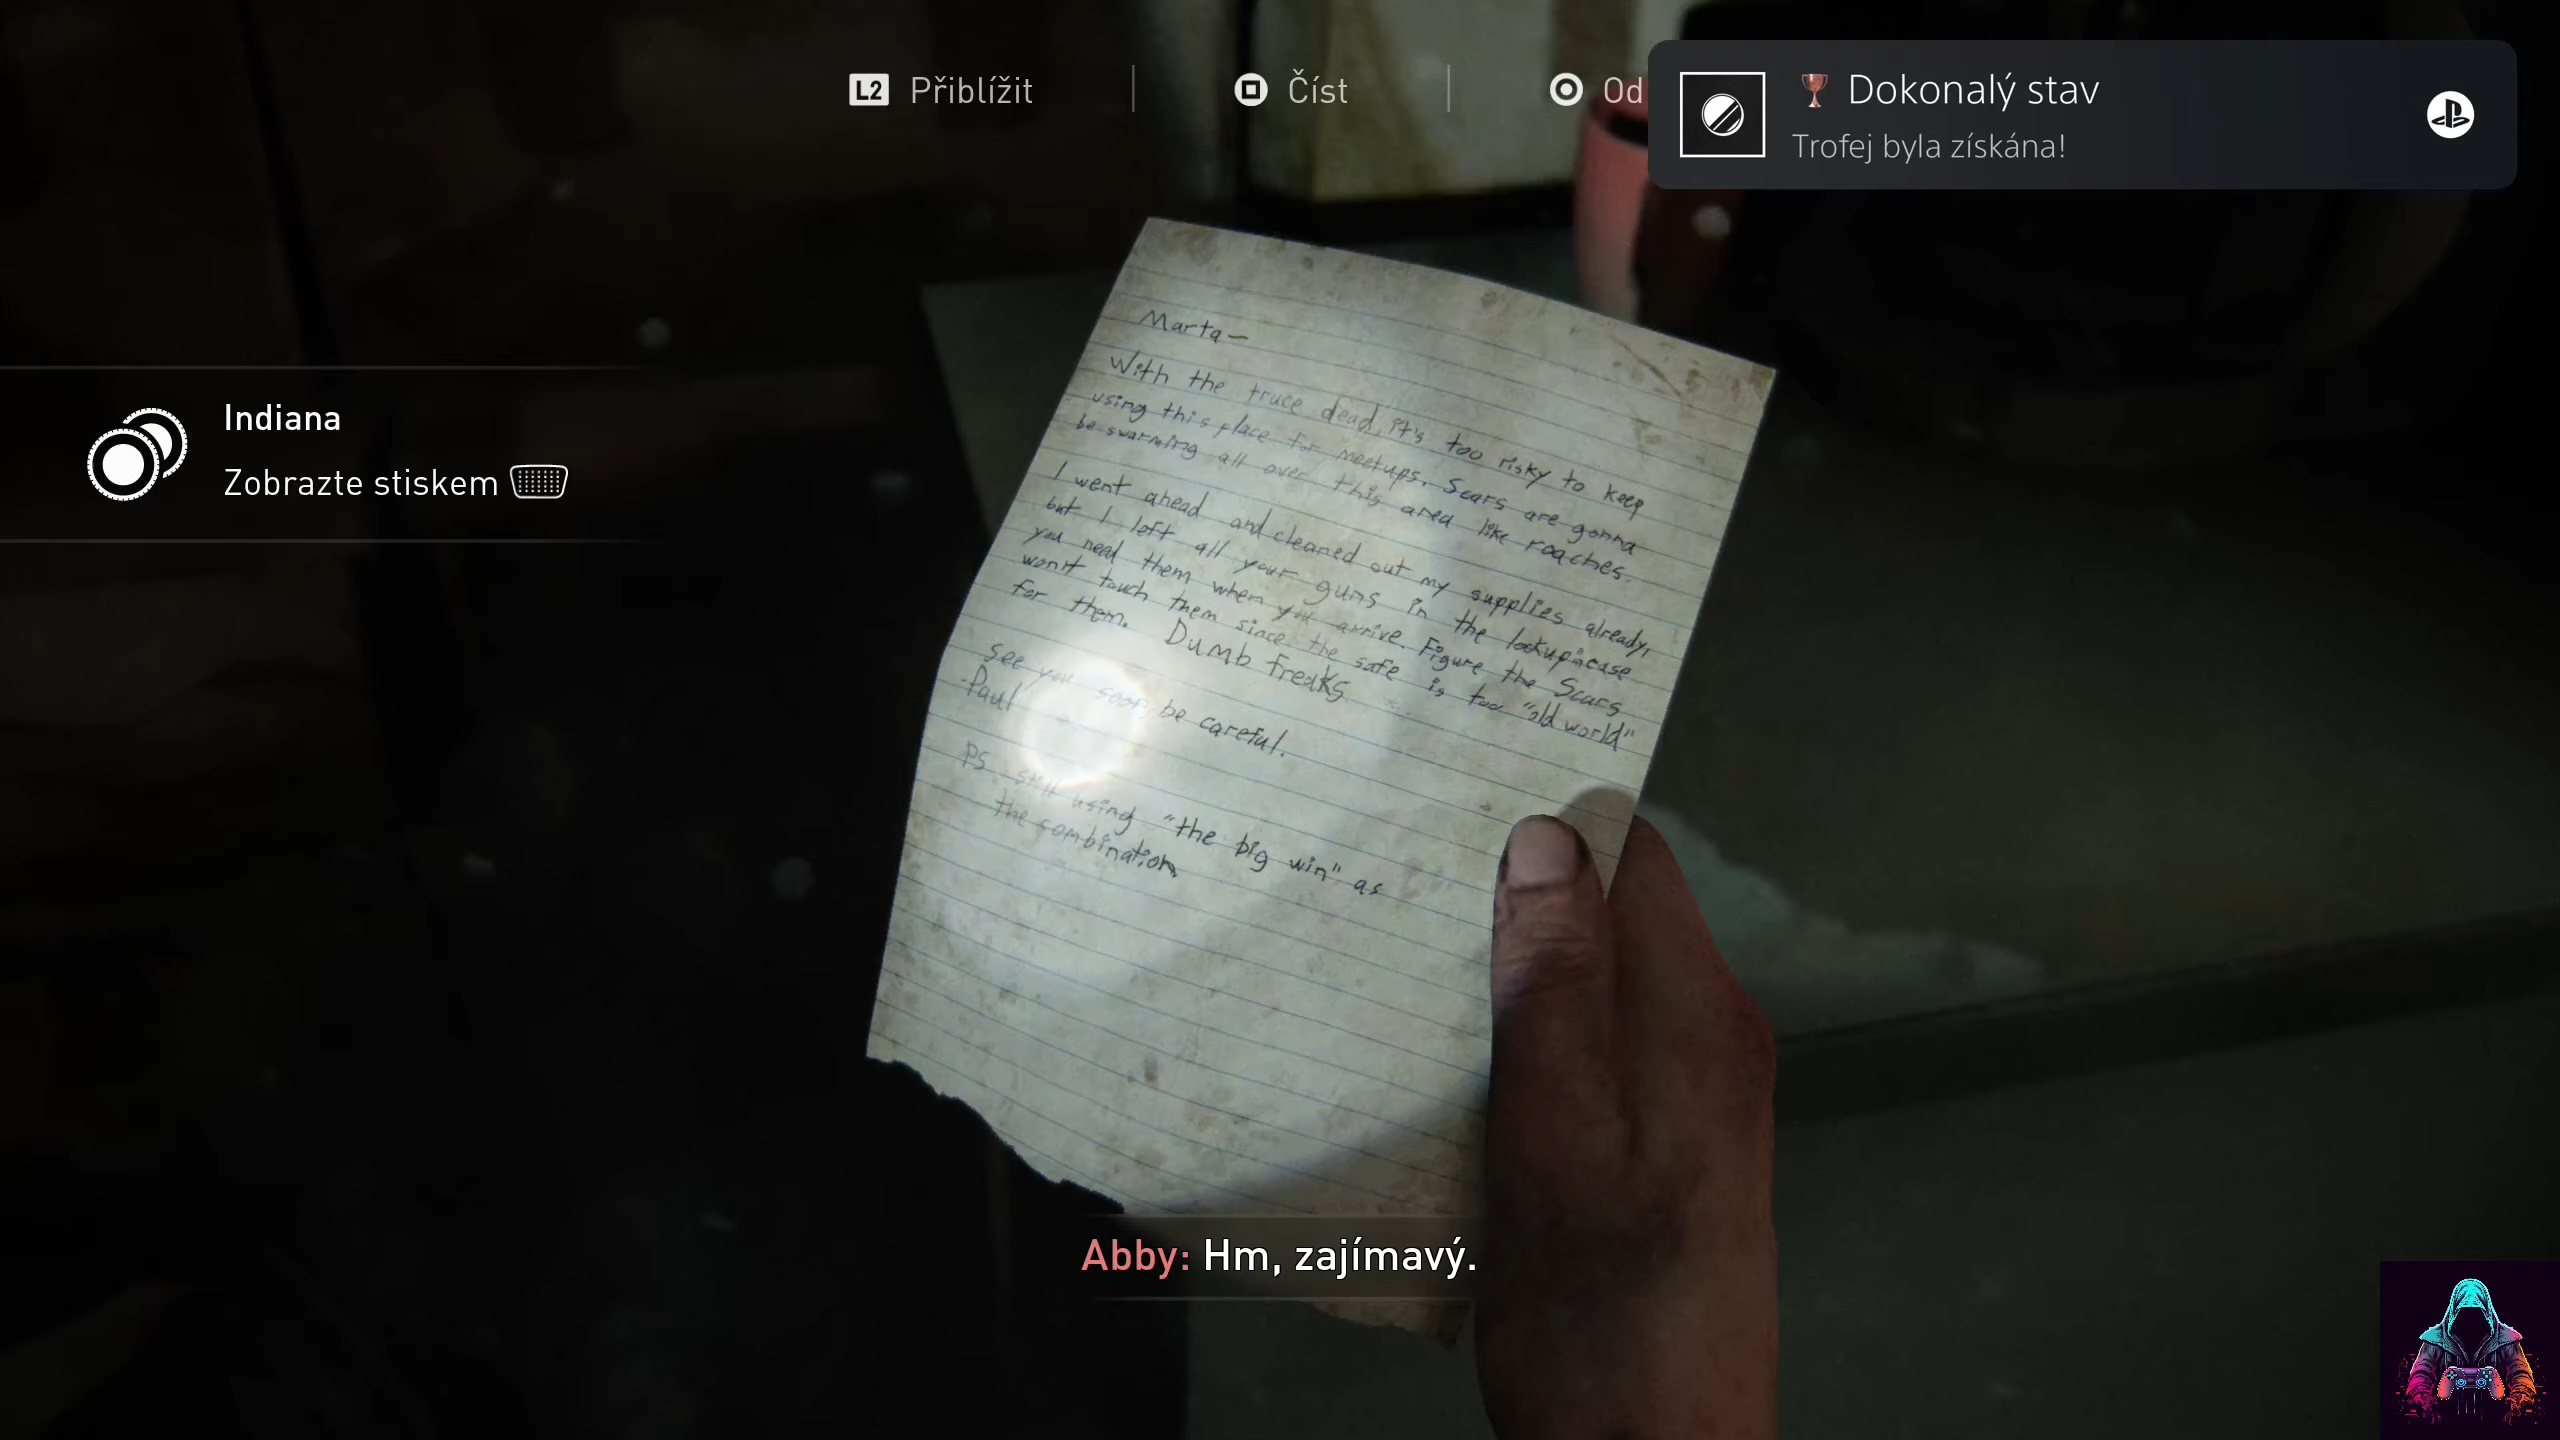 L2 Přiblížit
Číst
Od
Dokonalý stav
Trofej byla získána!
Indiana
Zobrazte stiskem
Marta—
With the truce dead, it's too risky to keep
using this place for meetups. Scars are gonna
be swarming all over this area like roaches.
I went ahead and cleaned out my supplies already,
but I left all your guns in the lockup incase
you need them when you arrive. Figure the Scars
won't touch them since the safe is too "old world"
for them. Dumb freaks.
See you soon, be careful.
-Paul
PS still using "the big win" as
the combination
Abby: Hm, zajímavý.